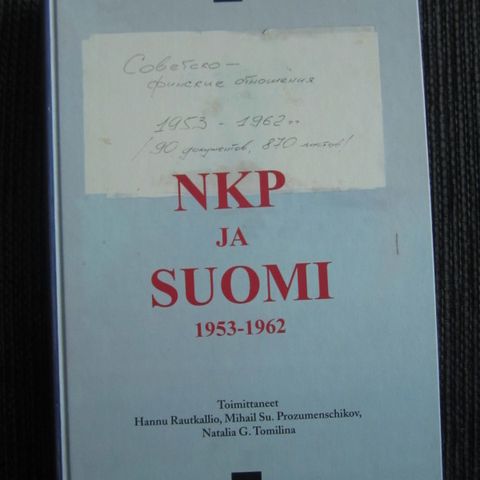 Советско-
финские отношения
1953 - 1962 гг
/90 документов, 870 листов/
NKP
JA
SUOMI
1953-1962
Toimittaneet
Hannu Rautkallio, Mihail Su. Prozumenschikov,
Natalia G. Tomilina